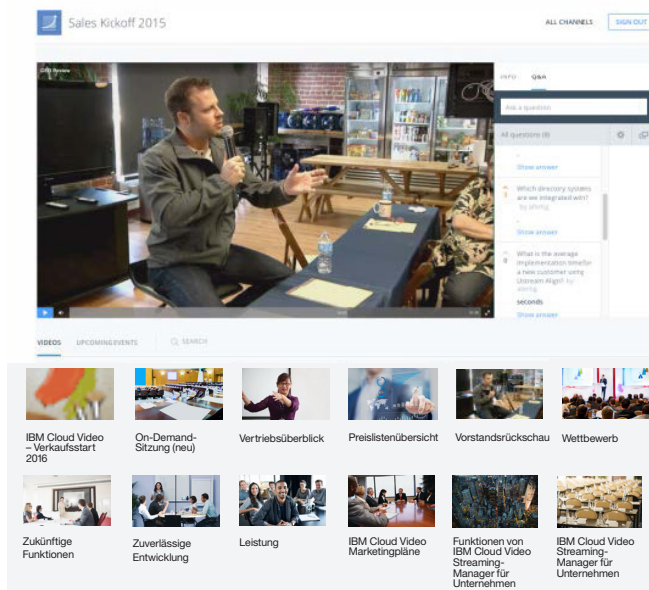 Sales Kickoff 2015
ALL CHANNELS
SIGN OUT
INFO
Q&A
Ask a question
All questions (8)
Show answer
Which directory systems
are we integrated with?
Show answer
What is the average
implementation time for
a new customer using
Ustream Align? by
seconds
Show answer
VIDEOS
UPCOMING EVENTS
SEARCH
IBM Cloud Video
– Verkaufsstart
2016
On-Demand-
Sitzung (neu)
Vertriebsüberblick
Preislistenübersicht
Vorstandsrückschau
Wettbewerb
Zukünftige
Funktionen
Zuverlässige
Entwicklung
Leistung
IBM Cloud Video
Marketingpläne
Funktionen von
IBM Cloud Video
Streaming-
Manager für
Unternehmen
IBM Cloud Video
Streaming-
Manager für
Unternehmen